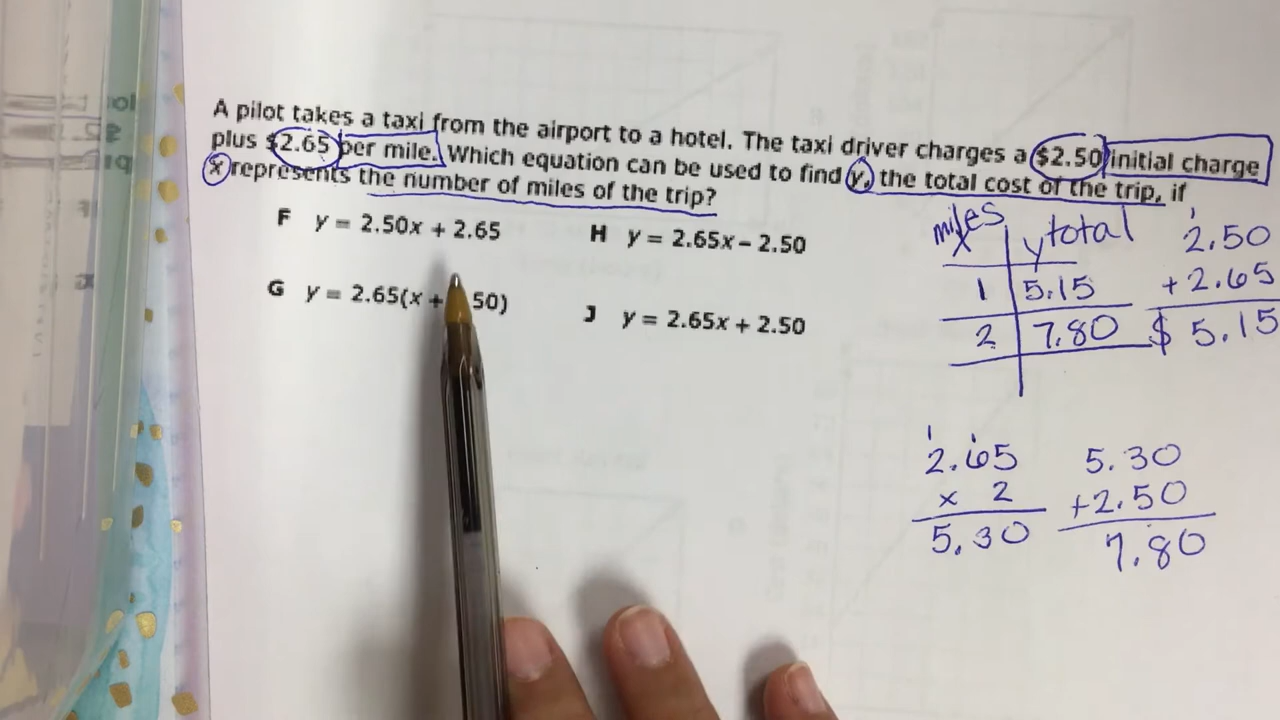 A pilot takes a taxi from the airport to a hotel. The taxi driver charges a $2.50 initial charge
plus $2.65 per mile. Which equation can be used to find y, the total cost of the trip, if
x represents the number of miles of the trip?
F y = 2.50x + 2.65
H y = 2.65x – 2.50
G y = 2.65(x + 50)
J y = 2.65x + 2.50
miles
x y total
1 5.15
2 7.80
1
2.50
+ 2.65
$ 5.15
1 1
2.65
x 2
5.30
5.30
+2.50
7.80